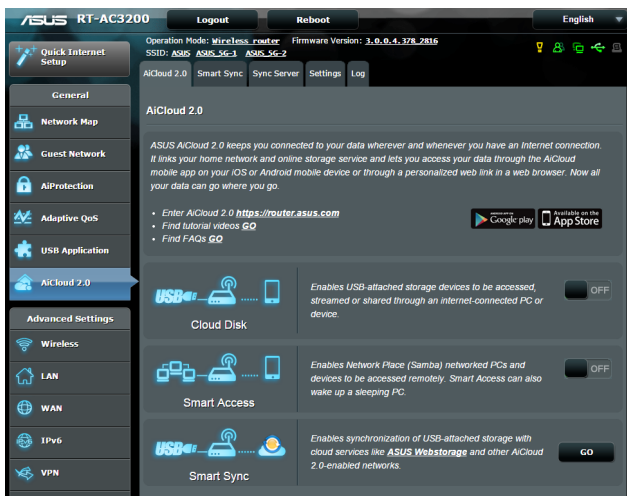 ASUS RT-AC3200 Logout Reboot English
Quick Internet Setup
Operation Mode: Wireless router Firmware Version: 3.0.0.4.378_2816
SSID: ASUS ASUS_5G-1 ASUS_5G-2
AiCloud 2.0 Smart Sync Sync Server Settings Log
General
Network Map
Guest Network
AiProtection
Adaptive QoS
USB Application
AiCloud 2.0
Advanced Settings
Wireless
LAN
WAN
IPv6
VPN
AiCloud 2.0
ASUS AiCloud 2.0 keeps you connected to your data wherever and whenever you have an Internet connection.
It links your home network and online storage service and lets you access your data through the AiCloud
mobile app on your iOS or Android mobile device or through a personalized web link in a web browser. Now all
your data can go where you go.
• Enter AiCloud 2.0 https://router.asus.com
• Find tutorial videos GO
• Find FAQs GO
Google play
Available on the
App Store
USB
Cloud Disk
Enables USB-attached storage devices to be accessed,
streamed or shared through an internet-connected PC or
device.
OFF
Smart Access
Enables Network Place (Samba) networked PCs and
devices to be accessed remotely. Smart Access can also
wake up a sleeping PC.
OFF
USB
Smart Sync
Enables synchronization of USB-attached storage with
cloud services like ASUS Webstorage and other AiCloud
2.0-enabled networks.
GO